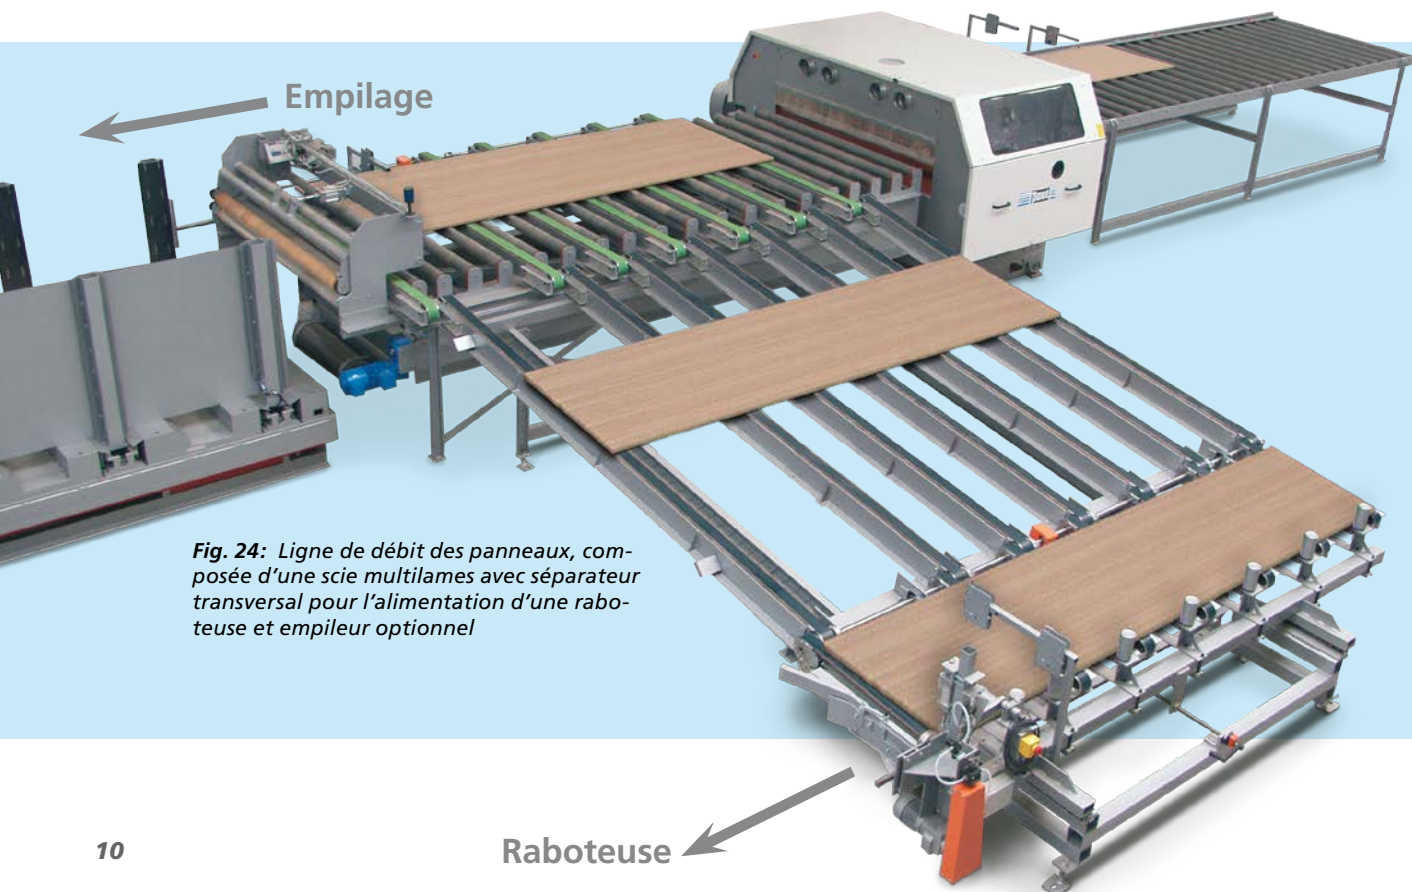 Empilage
Fig. 24: Ligne de débit des panneaux, com-
posée d’une scie multilames avec séparateur
transversal pour l’alimentation d’une rabo-
teuse et empileur optionnel
Raboteuse
10